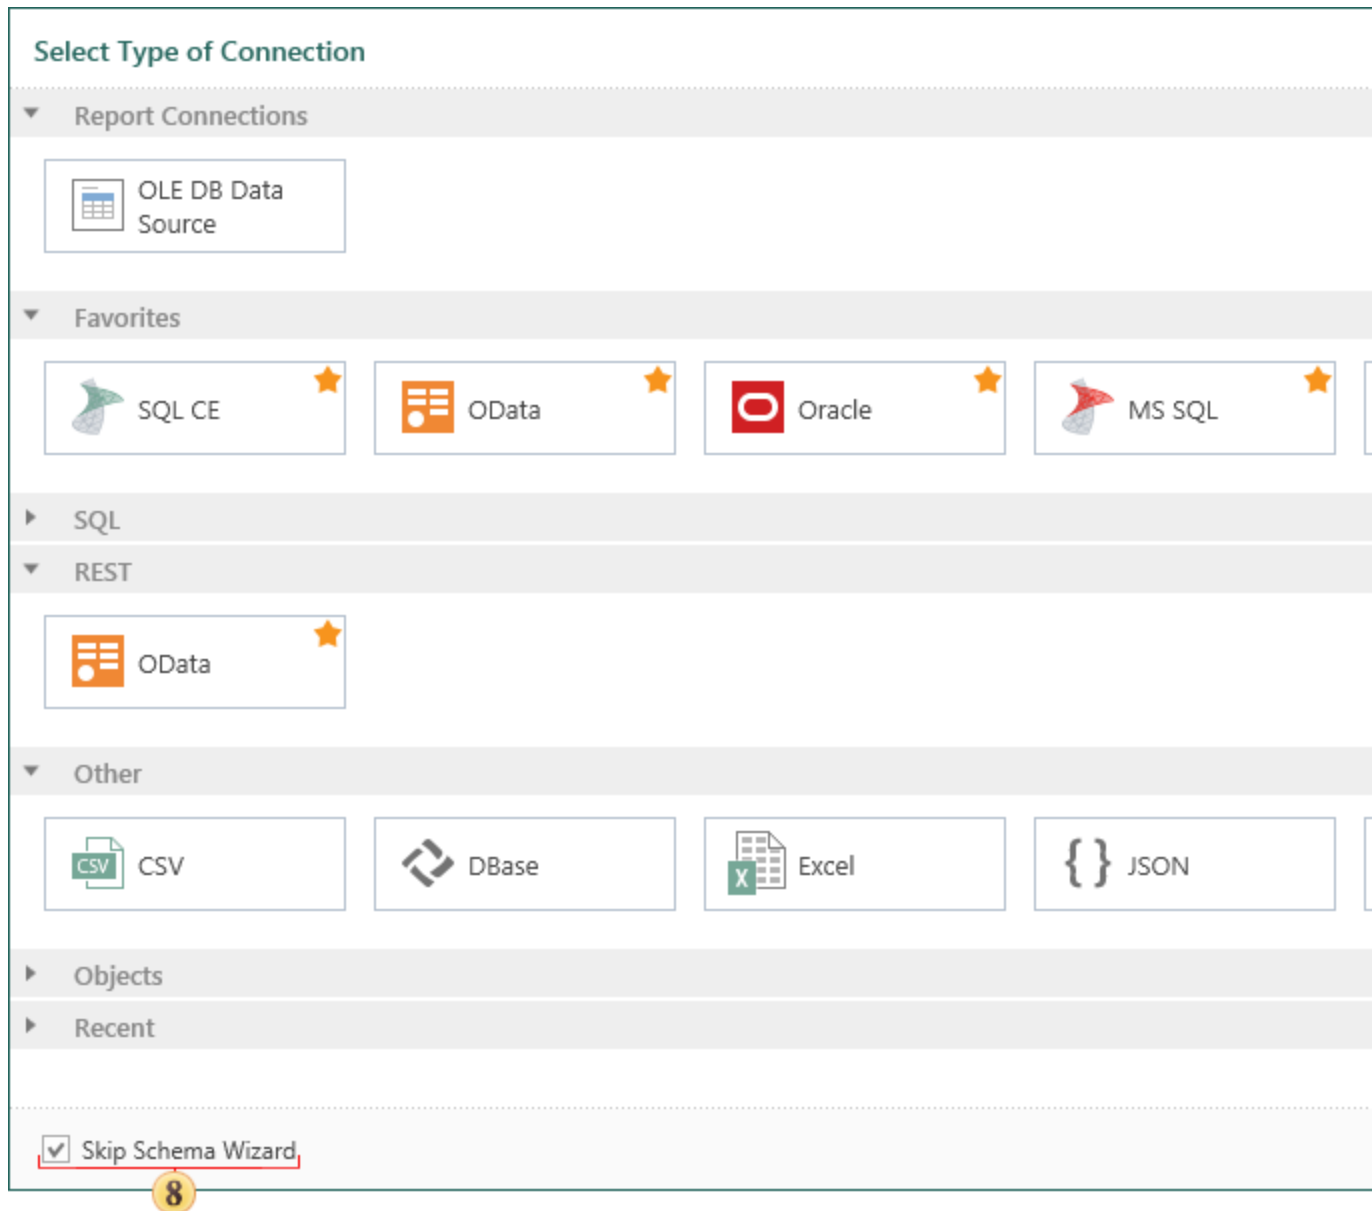 Select Type of Connection
Report Connections
OLE DB Data
Source
Favorites
SQL CE
OData
Oracle
MS SQL
SQL
REST
OData
Other
CSV
CSV
DBase
X
Excel
{ }
JSON
Objects
Recent
Skip Schema Wizard
8